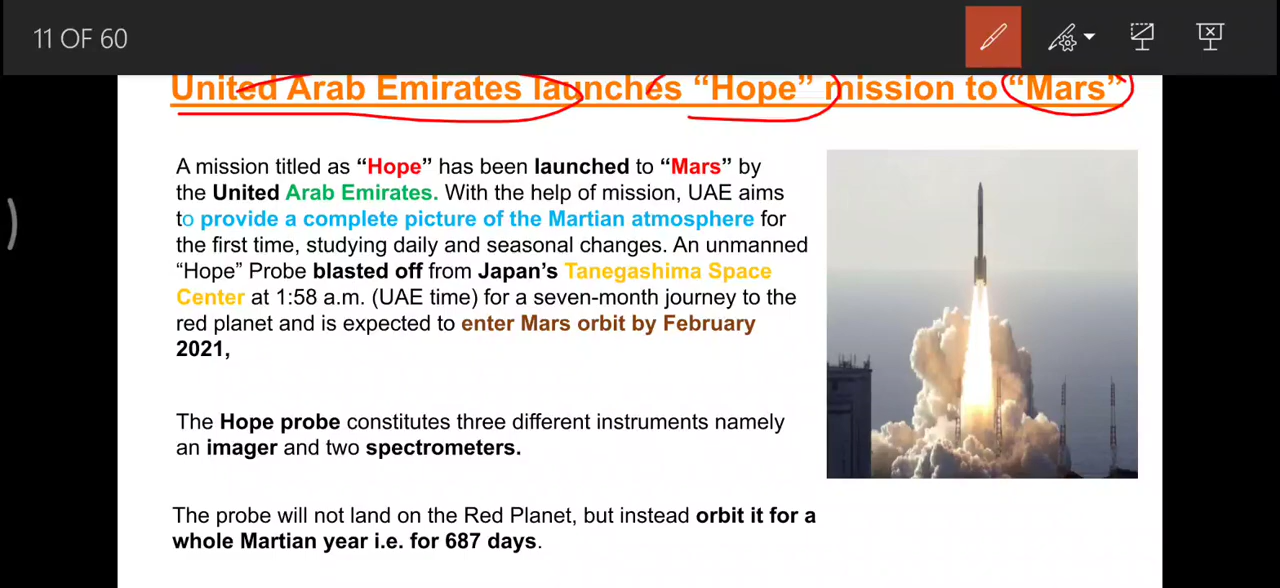 11 OF 60
United Arab Emirates launches “Hope” mission to “Mars”
A mission titled as “Hope” has been launched to “Mars” by
the United Arab Emirates. With the help of mission, UAE aims
to provide a complete picture of the Martian atmosphere for
the first time, studying daily and seasonal changes. An unmanned
“Hope” Probe blasted off from Japan’s Tanegashima Space
Center at 1:58 a.m. (UAE time) for a seven-month journey to the
red planet and is expected to enter Mars orbit by February
2021,
The Hope probe constitutes three different instruments namely
an imager and two spectrometers.
The probe will not land on the Red Planet, but instead orbit it for a
whole Martian year i.e. for 687 days.